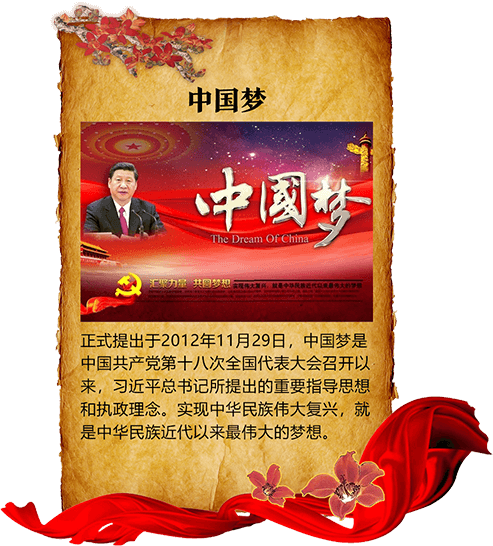 中国梦
中國梦
The Dream Of China
汇聚力量 共圆梦想
正式提出于2012年11月29日，中国梦是
中国共产党第十八次全国代表大会召开以
来，习近平总书记所提出的重要指导思想
和执政理念。实现中华民族伟大复兴，就
是中华民族近代以来最伟大的梦想。